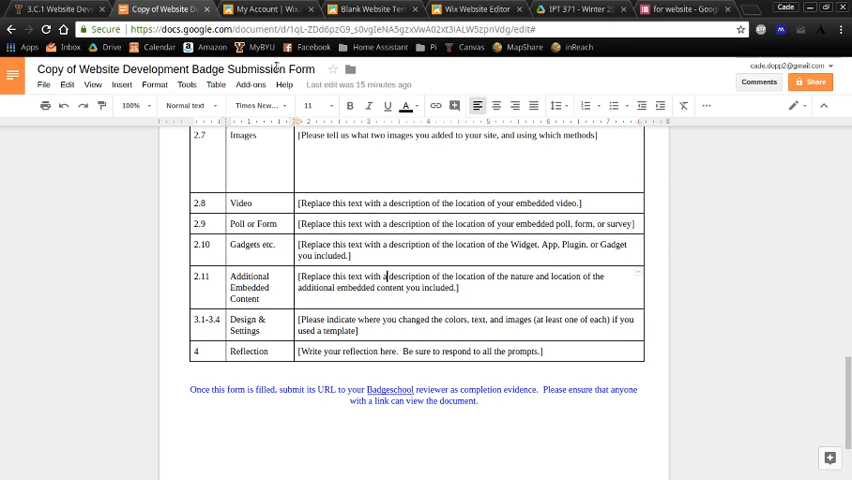 3.C.1 Website Deve
Copy of Website D
My Account | Wix.c
Blank Website Tem
Wix Website Editor
IPT 371 - Winter 20
for website - Googl
Cade
Secure | https://docs.google.com/document/d/1qL-ZDd6pzG9_s0vgIeNA5gzxVwA02xt3iALW5zpnVdg/edit#
Apps Inbox Drive Calendar Amazon MyBYU Facebook Home Assistant Pi Canvas MapShare inReach
Copy of Website Development Badge Submission Form
cade.dopp2@gmail.com
File Edit View Insert Format Tools Table Add-ons Help Last edit was 15 minutes ago
Comments Share
100% Normal text Times New... 11 B I U A
1 2 3 4 5 6 7 8
2.7 Images [Please tell us what two images you added to your site, and using which methods]
2.8 Video [Replace this text with a description of the location of your embedded video.]
2.9 Poll or Form [Replace this text with a description of the location of your embedded poll, form, or survey]
2.10 Gadgets etc. [Replace this text with a description of the location of the Widget, App, Plugin, or Gadget
you included.]
2.11 Additional [Replace this text with a description of the location of the nature and location of the
Embedded additional embedded content you included.]
Content
3.1-3.4 Design & [Please indicate where you changed the colors, text, and images (at least one of each) if you
Settings used a template]
4 Reflection [Write your reflection here. Be sure to respond to all the prompts.]
Once this form is filled, submit its URL to your Badgeschool reviewer as completion evidence. Please ensure that anyone
with a link can view the document.